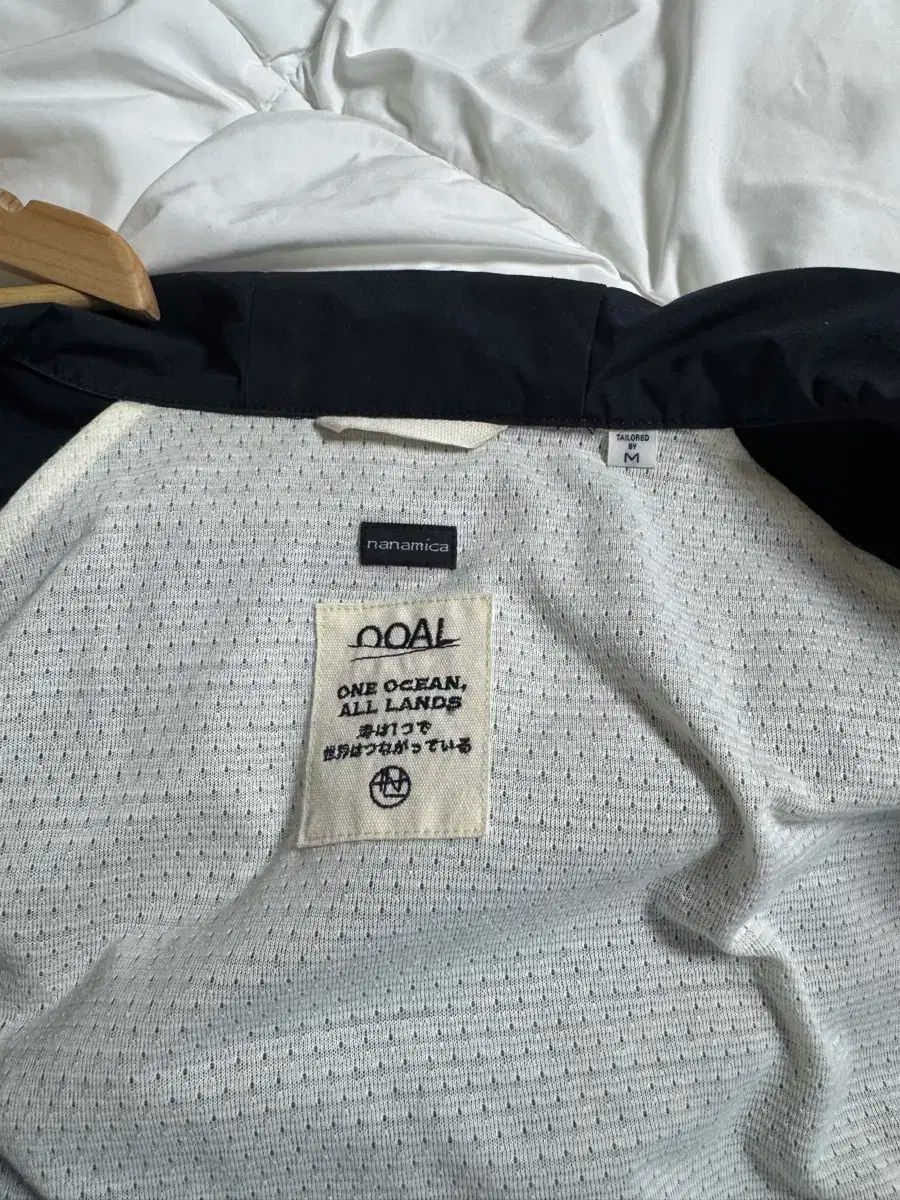 TAILORED
BY
M
nanamica
OOAL
ONE OCEAN,
ALL LANDS
海は1つで
世界はつながっている